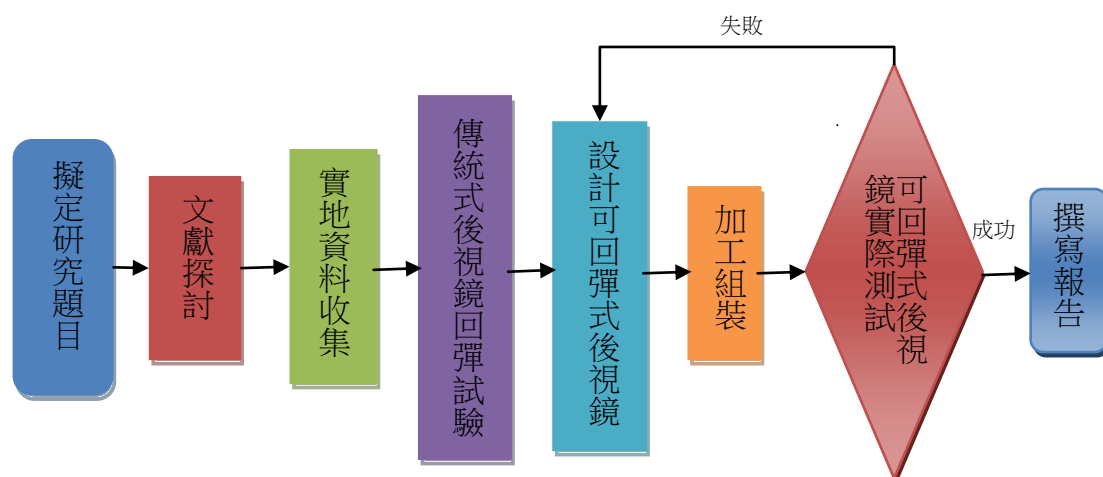 擬定研究題目
文獻探討
實地資料收集
傳統式後視鏡回彈試驗
設計可回彈式後視鏡
加工組裝
可回彈式後視
鏡實際測試
失敗
成功
撰寫報告